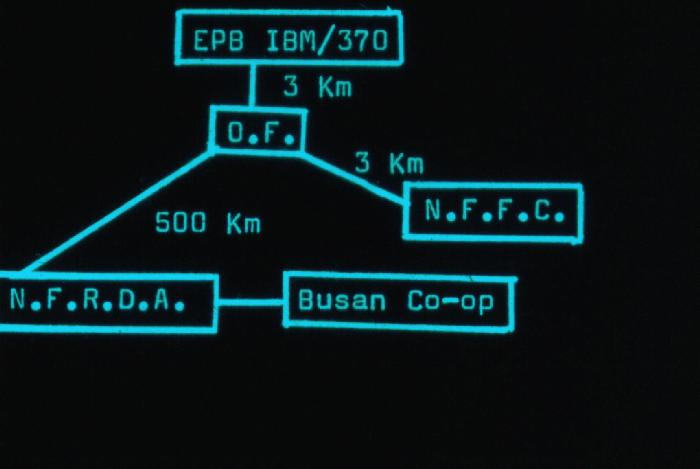 EPB IBM/370
3 Km
O.F.
3 Km
N.F.F.C.
500 Km
N.F.R.D.A.
Busan Co-op